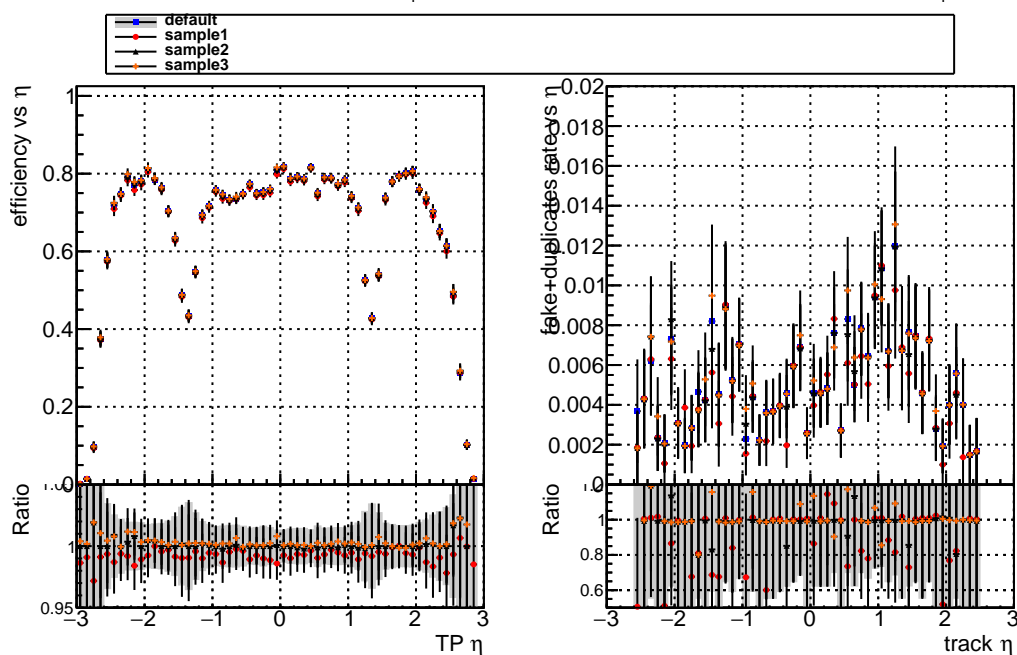 default
sample1
sample2
sample3
efficiency vs η
1
0.8
0.6
0.4
0.2
0
Ratio
1
0.95
−3 −2 −1 0 1 2 3
TP η
fake+duplicates rate vs η
0.02
0.018
0.016
0.014
0.012
0.01
0.008
0.006
0.004
0.002
0
Ratio
1
0.8
0.6
−3 −2 −1 0 1 2 3
track η